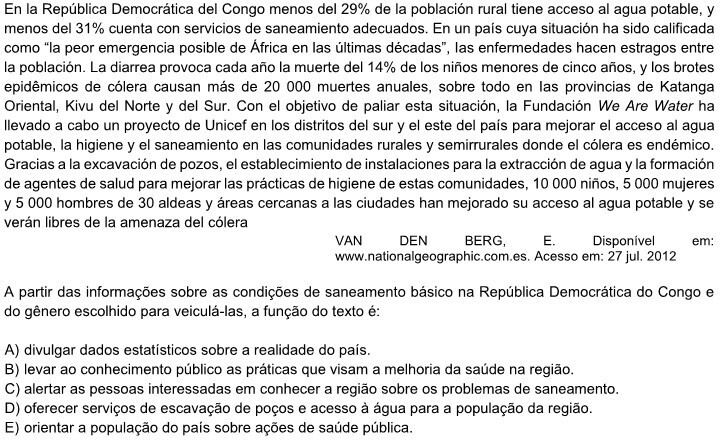 En la República Democrática del Congo menos del 29% de la población rural tiene acceso al agua potable, y
menos del 31% cuenta con servicios de saneamiento adecuados. En un país cuya situación ha sido calificada
como “la peor emergencia posible de África en las últimas décadas”, las enfermedades hacen estragos entre
la población. La diarrea provoca cada año la muerte del 14% de los niños menores de cinco años, y los brotes
epidémicos de cólera causan más de 20 000 muertes anuales, sobre todo en las provincias de Katanga
Oriental, Kivu del Norte y del Sur. Con el objetivo de paliar esta situación, la Fundación We Are Water ha
llevado a cabo un proyecto de Unicef en los distritos del sur y el este del país para mejorar el acceso al agua
potable, la higiene y el saneamiento en las comunidades rurales y semirrurales donde el cólera es endémico.
Gracias a la excavación de pozos, el establecimiento de instalaciones para la extracción de agua y la formación
de agentes de salud para mejorar las prácticas de higiene de estas comunidades, 10 000 niños, 5 000 mujeres
y 5 000 hombres de 30 aldeas y áreas cercanas a las ciudades han mejorado su acceso al agua potable y se
verán libres de la amenaza del cólera
VAN DEN BERG, E. Disponível em:
www.nationalgeographic.com.es. Acesso em: 27 jul. 2012
A partir das informações sobre as condições de saneamento básico na República Democrática do Congo e
do gênero escolhido para veiculá-las, a função do texto é:
A) divulgar dados estatísticos sobre a realidade do país.
B) levar ao conhecimento público as práticas que visam a melhoria da saúde na região.
C) alertar as pessoas interessadas em conhecer a região sobre os problemas de saneamento.
D) oferecer serviços de escavação de poços e acesso à água para a população da região.
E) orientar a população do país sobre ações de saúde pública.